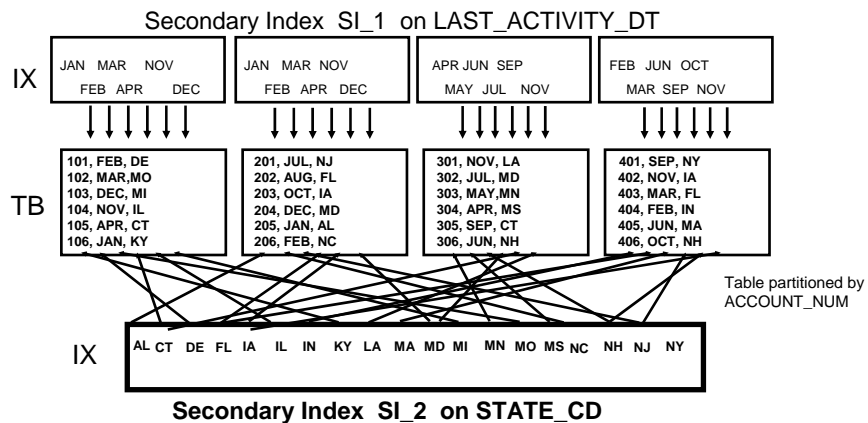 Secondary Index SI_1 on LAST_ACTIVITY_DT
IX
JAN MAR NOV
FEB APR DEC
JAN MAR NOV
FEB APR DEC
APR JUN SEP
MAY JUL NOV
FEB JUN OCT
MAR SEP NOV
TB
101, FEB, DE
102, MAR,MO
103, DEC, MI
104, NOV, IL
105, APR, CT
106, JAN, KY
201, JUL, NJ
202, AUG, FL
203, OCT, IA
204, DEC, MD
205, JAN, AL
206, FEB, NC
301, NOV, LA
302, JUL, MD
303, MAY,MN
304, APR, MS
305, SEP, CT
306, JUN, NH
401, SEP, NY
402, NOV, IA
403, MAR, FL
404, FEB, IN
405, JUN, MA
406, OCT, NH
Table partitioned by
ACCOUNT_NUM
IX
AL CT DE FL IA IL IN KY LA MA MD MI MN MO MS NC NH NJ NY
Secondary Index SI_2 on STATE_CD